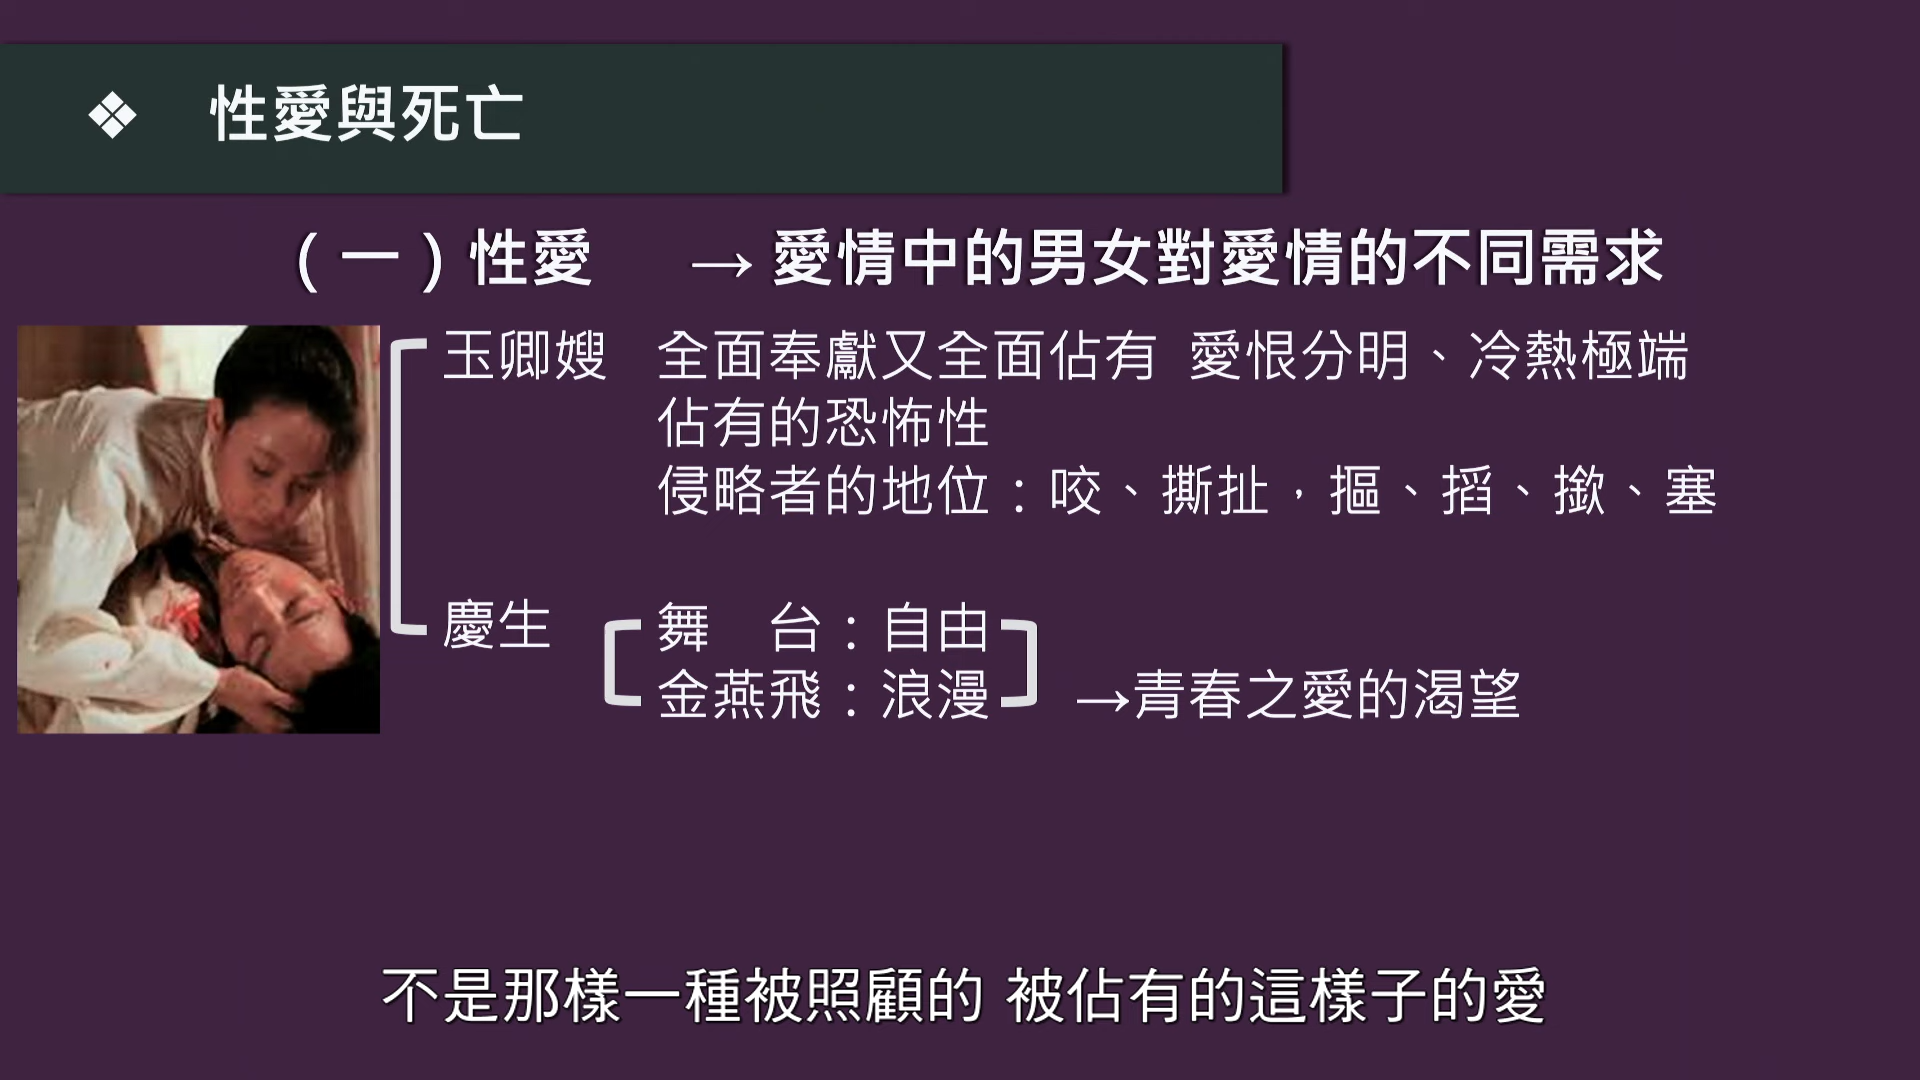 ❖ 性愛與死亡
(一)性愛 →愛情中的男女對愛情的不同需求
玉卿嫂 全面奉獻又全面佔有 愛恨分明、冷熱極端
佔有的恐怖性
侵略者的地位:咬、撕扯,摳、搯、撳、塞
慶生 舞 台:自由
金燕飛:浪漫 →青春之愛的渴望
不是那樣一種被照顧的 被佔有的這樣子的愛